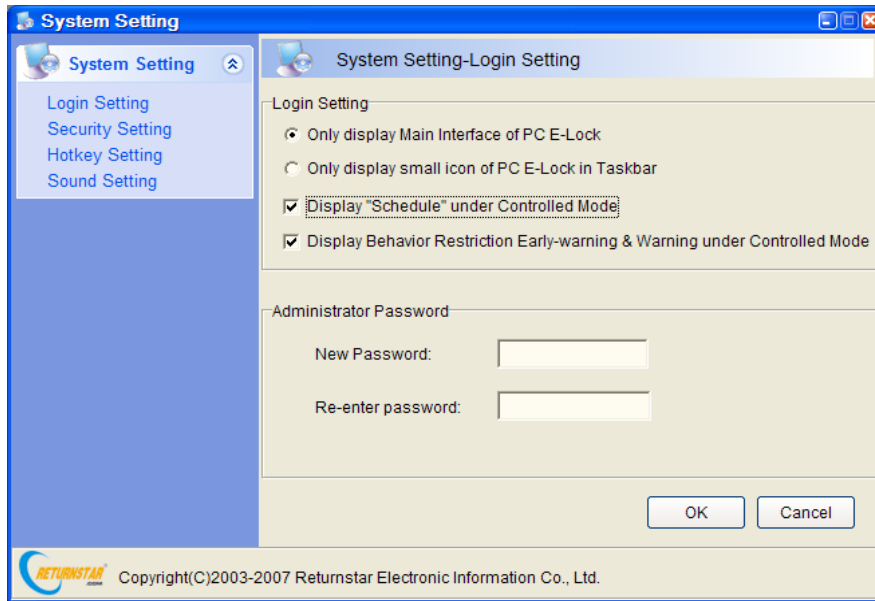 System Setting
System Setting
Login Setting
Security Setting
Hotkey Setting
Sound Setting
System Setting-Login Setting
Login Setting
Only display Main Interface of PC E-Lock
Only display small icon of PC E-Lock in Taskbar
Display "Schedule" under Controlled Mode
Display Behavior Restriction Early-warning & Warning under Controlled Mode
Administrator Password
New Password:
Re-enter password:
OK
Cancel
RETURNSTAR
Copyright(C)2003-2007 Returnstar Electronic Information Co., Ltd.